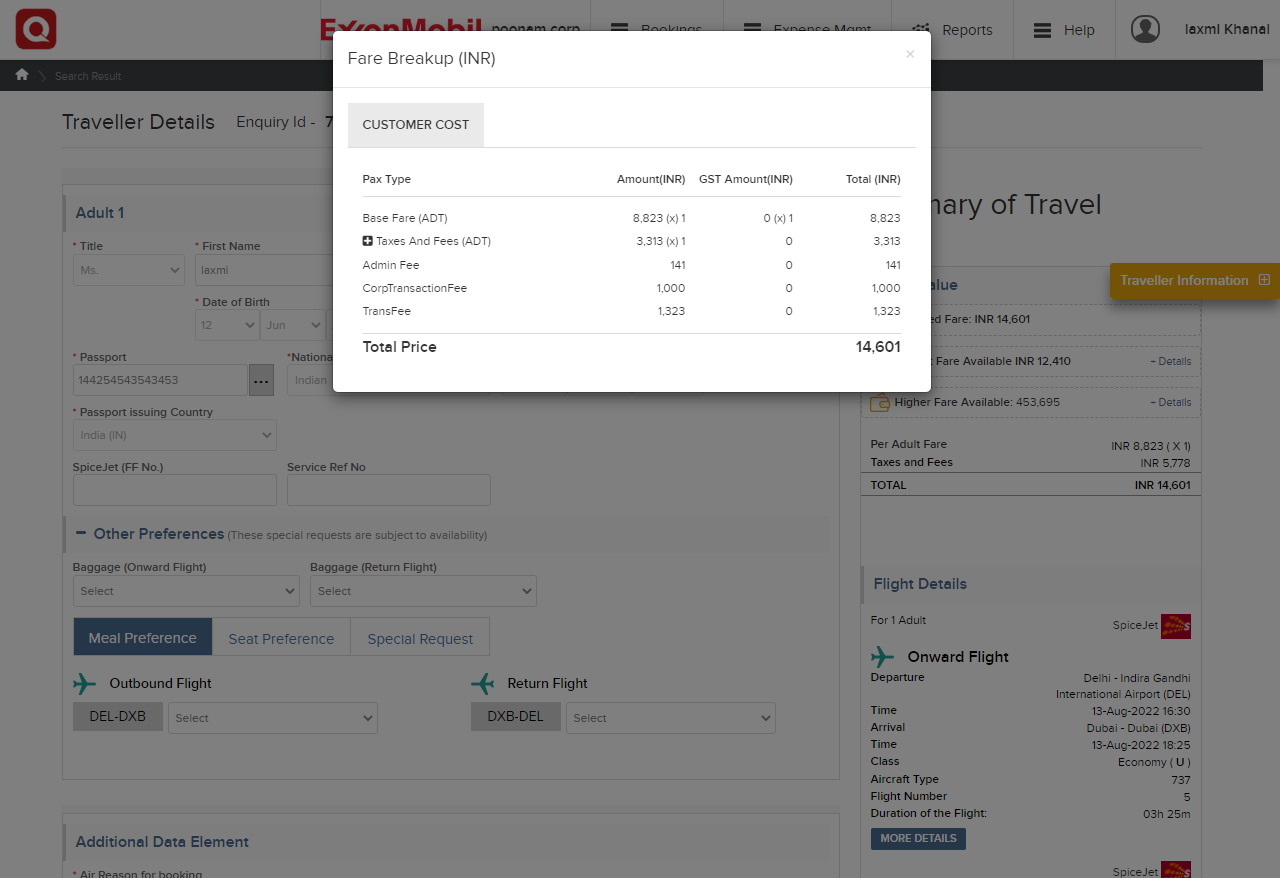 Q
ExxonMobil poonam corp
Bookings
Expense Mgmt
Reports
Help
laxmi Khanal
Search Result
Traveller Details Enquiry Id - 7
Fare Breakup (INR) ×
CUSTOMER COST
Pax Type Amount(INR) GST Amount(INR) Total (INR)
Base Fare (ADT) 8,823 (x) 1 0 (x) 1 8,823
Taxes And Fees (ADT) 3,313 (x) 1 0 3,313
Admin Fee 141 0 141
CorpTransactionFee 1,000 0 1,000
TransFee 1,323 0 1,323
Total Price 14,601
Adult 1
* Title * First Name
Ms. laxmi
* Date of Birth
12 Jun
* Passport *Nationa
144254543543453 ... Indian
* Passport issuing Country
India (IN)
SpiceJet (FF No.) Service Ref No
Other Preferences (These special requests are subject to availability)
Baggage (Onward Flight) Baggage (Return Flight)
Select Select
Meal Preference Seat Preference Special Request
Outbound Flight Return Flight
DEL-DXB Select DXB-DEL Select
Additional Data Element
* Air Reason for booking
mary of Travel
alue
Traveller Information
ed Fare: INR 14,601
t Fare Available INR 12,410 - Details
Higher Fare Available: 453,695 - Details
Per Adult Fare INR 8,823 ( X 1)
Taxes and Fees INR 5,778
TOTAL INR 14,601
Flight Details
For 1 Adult SpiceJet
Onward Flight
Departure Delhi - Indira Gandhi
International Airport (DEL)
Time 13-Aug-2022 16:30
Arrival Dubai - Dubai (DXB)
Time 13-Aug-2022 18:25
Class Economy ( U )
Aircraft Type 737
Flight Number 5
Duration of the Flight: 03h 25m
MORE DETAILS
SpiceJet